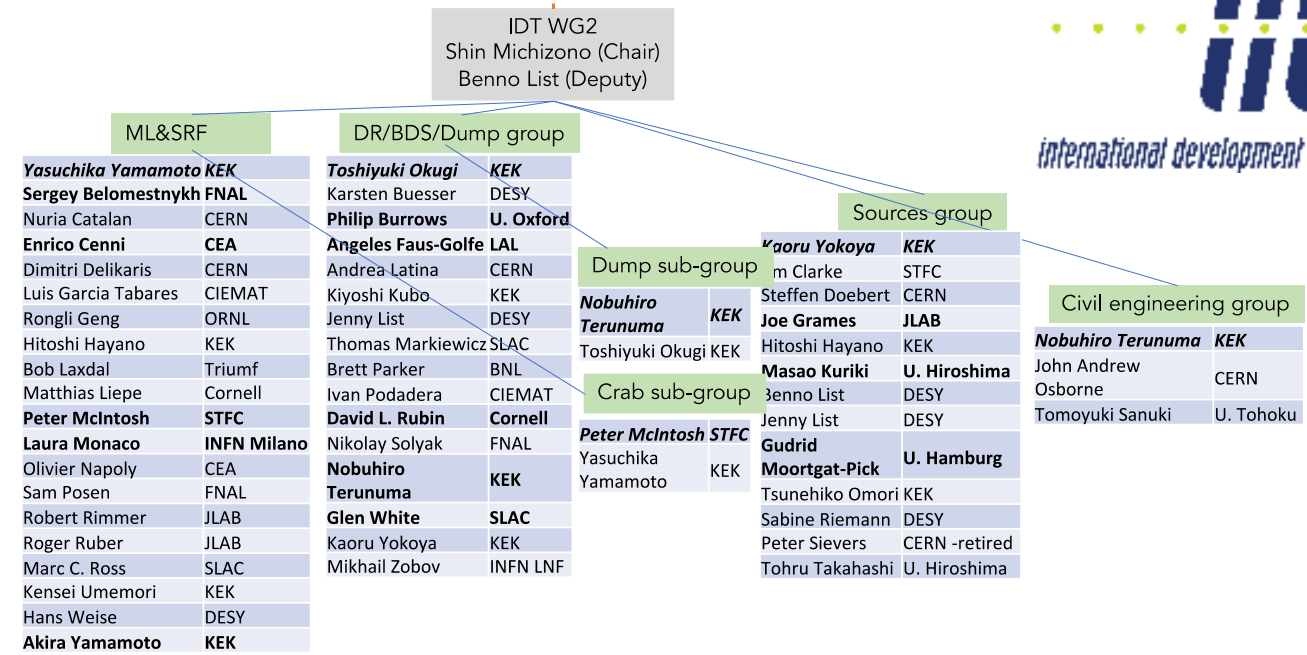 IDT WG2
Shin Michizono (Chair)
Benno List (Deputy)
international development
ML&SRF
Yasuchika Yamamoto KEK
Sergey Belomestnykh FNAL
Nuria Catalan CERN
Enrico Cenni CEA
Dimitri Delikaris CERN
Luis Garcia Tabares CIEMAT
Rongli Geng ORNL
Hitoshi Hayano KEK
Bob Laxdal Triumf
Matthias Liepe Cornell
Peter McIntosh STFC
Laura Monaco INFN Milano
Olivier Napoly CEA
Sam Posen FNAL
Robert Rimmer JLAB
Roger Ruber JLAB
Marc C. Ross SLAC
Kensei Umemori KEK
Hans Weise DESY
Akira Yamamoto KEK
DR/BDS/Dump group
Toshiyuki Okugi KEK
Karsten Buesser DESY
Philip Burrows U. Oxford
Angeles Faus-Golfe LAL
Andrea Latina CERN
Kiyoshi Kubo KEK
Jenny List DESY
Thomas Markiewicz SLAC
Brett Parker BNL
Ivan Podadera CIEMAT
David L. Rubin Cornell
Nikolay Solyak FNAL
Nobuhiro
Terunuma KEK
Glen White SLAC
Kaoru Yokoya KEK
Mikhail Zobov INFN LNF
Dump sub-group
Nobuhiro
Terunuma KEK
Toshiyuki Okugi KEK
Crab sub-group
Peter McIntosh STFC
Yasuchika
Yamamoto KEK
Sources group
Kaoru Yokoya KEK
Clarke STFC
Steffen Doebert CERN
Joe Grames JLAB
Hitoshi Hayano KEK
Masao Kuriki U. Hiroshima
Benno List DESY
Jenny List DESY
Gudrid
Moortgat-Pick U. Hamburg
Tsunehiko Omori KEK
Sabine Riemann DESY
Peter Sievers CERN -retired
Tohru Takahashi U. Hiroshima
Civil engineering group
Nobuhiro Terunuma KEK
John Andrew
Osborne CERN
Tomoyuki Sanuki U. Tohoku